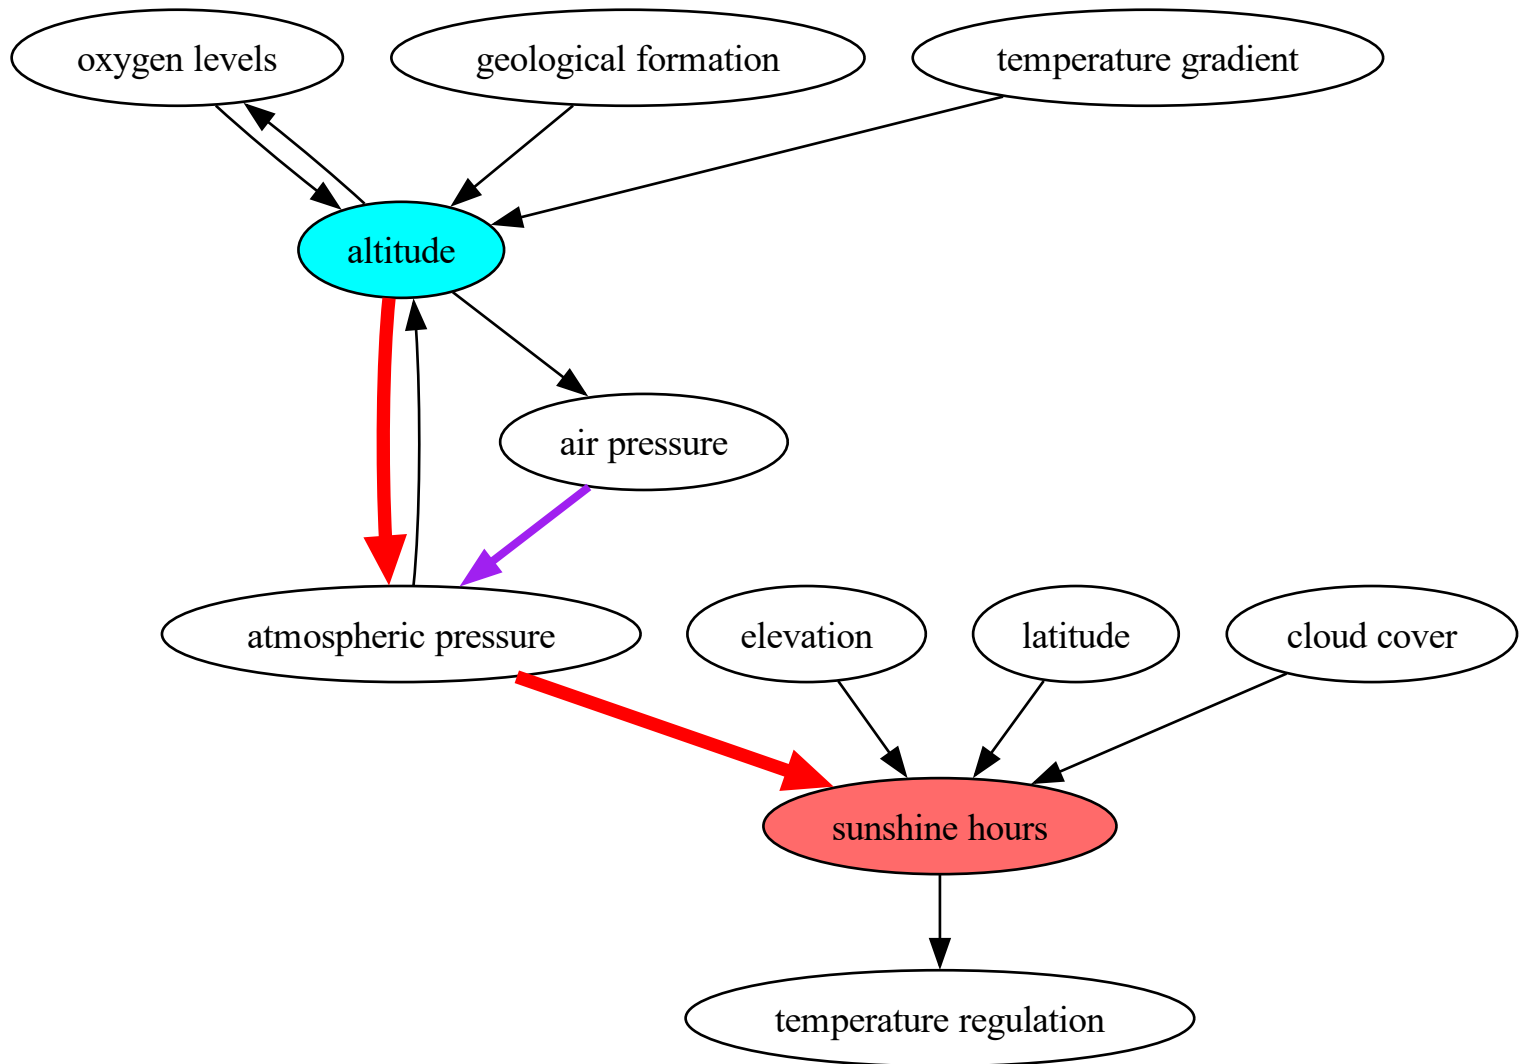 oxygen levels
geological formation
temperature gradient
altitude
air pressure
atmospheric pressure
elevation
latitude
cloud cover
sunshine hours
temperature regulation